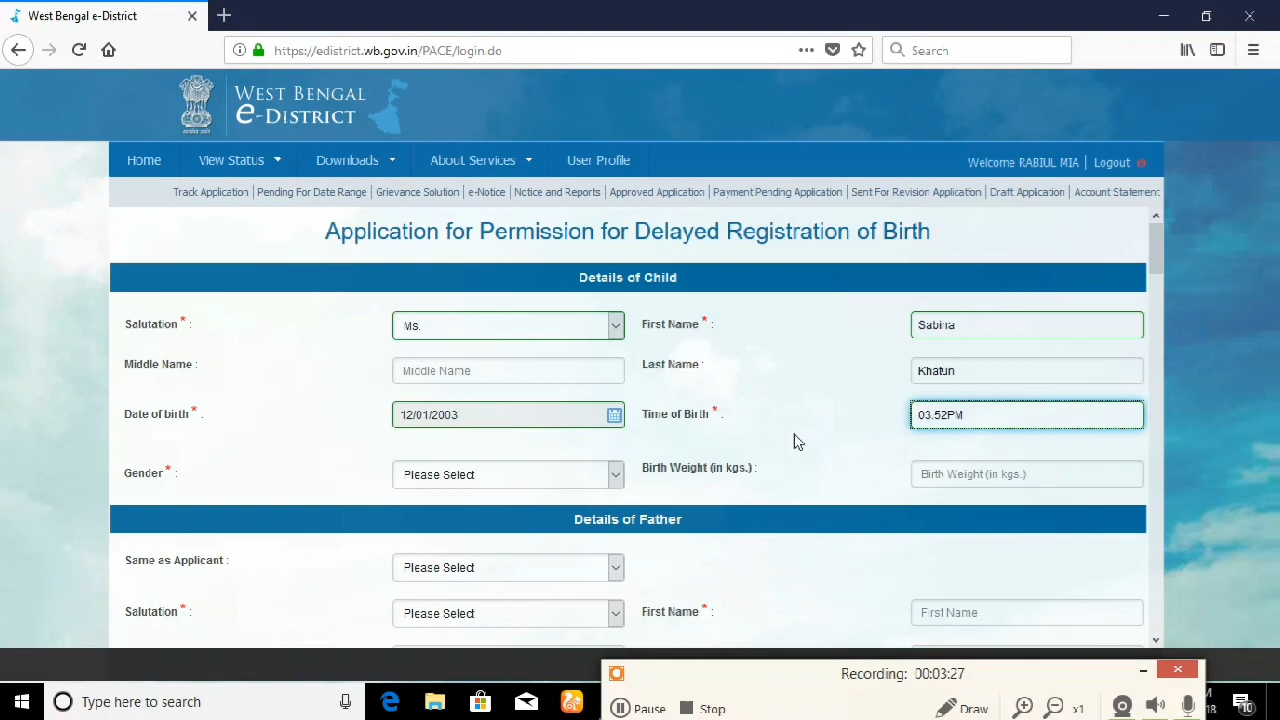 West Bengal e-District
https://edistrict.wb.gov.in/PACE/login.do
Search
WEST BENGAL
e-DISTRICT
Home View Status Downloads About Services User Profile
Welcome RABIUL MIA | Logout
Track Application | Pending For Date Range | Grievance Solution | e-Notice | Notice and Reports | Approved Application | Payment Pending Application | Sent For Revision Application | Draft Application | Account Statement
Application for Permission for Delayed Registration of Birth
Details of Child
Salutation * : Ms. First Name * : Sabina
Middle Name : Middle Name Last Name : Khatun
Date of birth * : 12/01/2003 Time of Birth * : 03.52PM
Gender * : Please Select Birth Weight (in kgs.) : Birth Weight (in kgs.)
Details of Father
Same as Applicant : Please Select
Salutation * : Please Select First Name * : First Name
Recording: 00:03:27
Type here to search
Pause Stop Draw x1
10